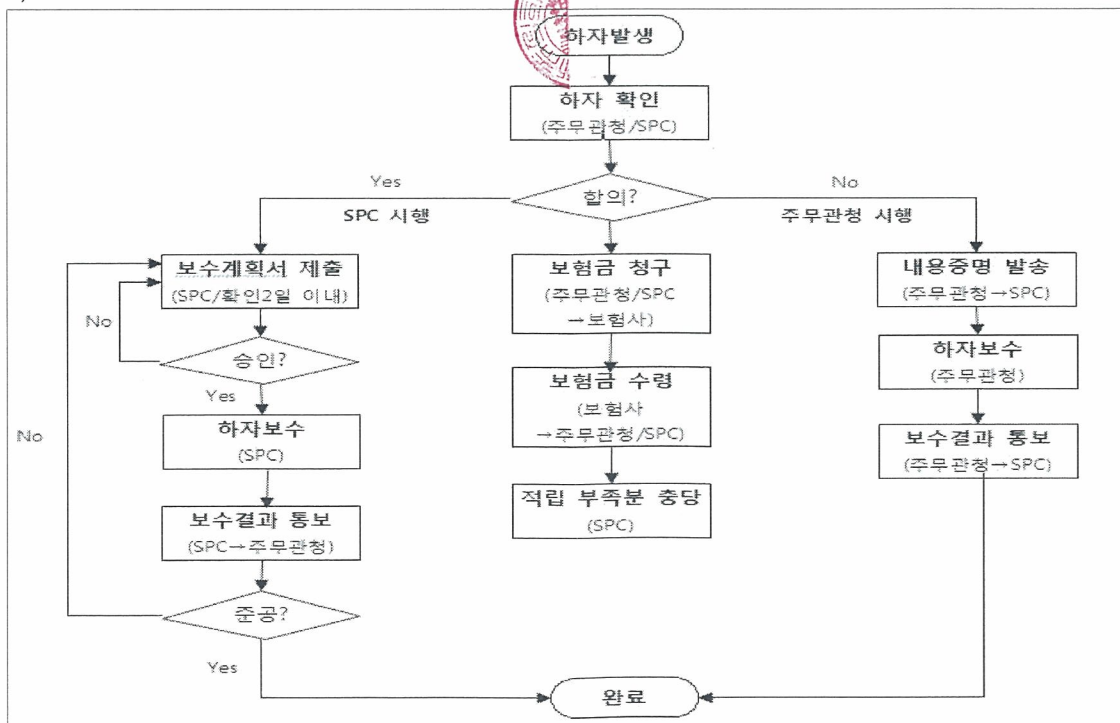 하자발생
하자 확인
(주무관청/SPC)
합의?
Yes
SPC 시행
No
주무관청 시행
보수계획서 제출
(SPC/확인2일 이내)
No
승인?
Yes
하자보수
(SPC)
보수결과 통보
(SPC→주무관청)
No
준공?
Yes
보험금 청구
(주무관청/SPC
→보험사)
보험금 수령
(보험사
→주무관청/SPC)
적립 부족분 충당
(SPC)
내용증명 발송
(주무관청→SPC)
하자보수
(주무관청)
보수결과 통보
(주무관청→SPC)
완료